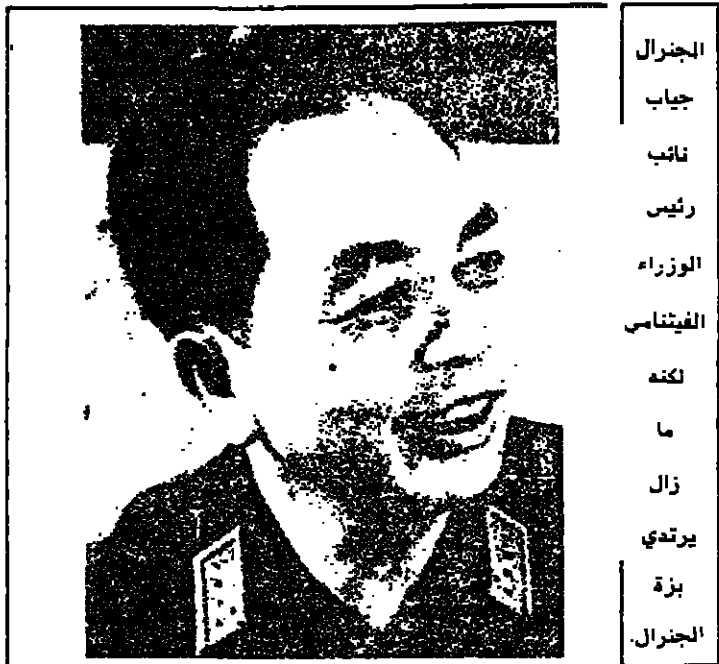 الجنرال
جياب
نائب
رئيس
الوزراء
الفيتنامي
لكنه
ما
زال
يرتدي
بزة
الجنرال.